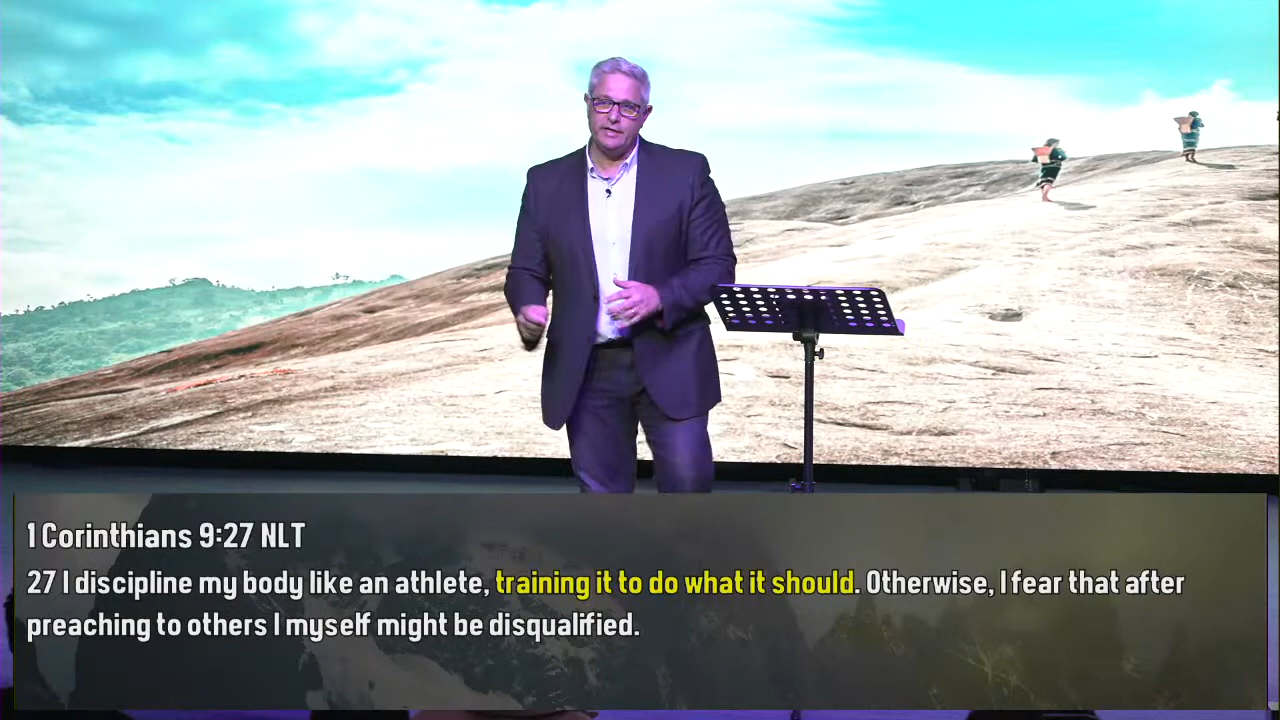 1 Corinthians 9:27 NLT
27 I discipline my body like an athlete, training it to do what it should. Otherwise, I fear that after
preaching to others I myself might be disqualified.